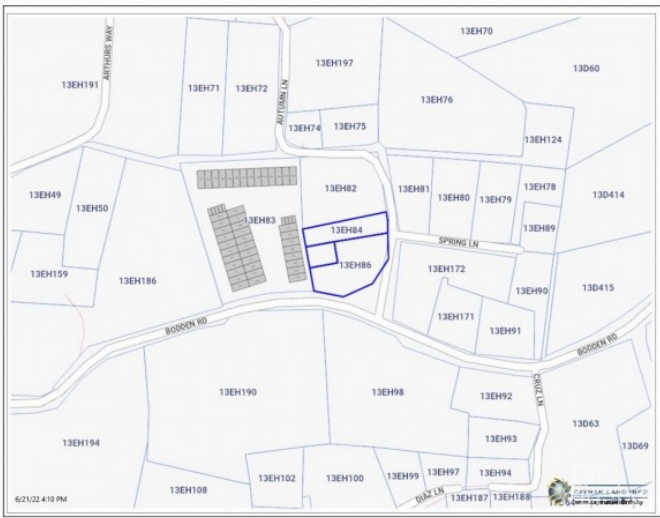 13EH70
ARTHURS WAY
13EH197
13D60
13EH191
13EH71
13EH72
AUTUMN LN
13EH76
13EH74
13EH75
13EH124
13EH82
13EH81
13EH80
13EH79
13EH78
13D414
13EH49
13EH50
13EH83
13EH84
13EH89
SPRING LN
13EH159
13EH186
13EH86
13EH172
13EH90
13D415
13EH171
13EH91
BODDEN RD
BODDEN RD
13EH190
13EH98
13EH92
CRUZ LN
13D63
13EH194
13EH93
13D69
13EH108
13EH102
13EH100
13EH99
13EH97
13EH94
DIAZ LN
13EH187
13EH188
6/21/22 4:10 PM
CAYMAN LAND INFO